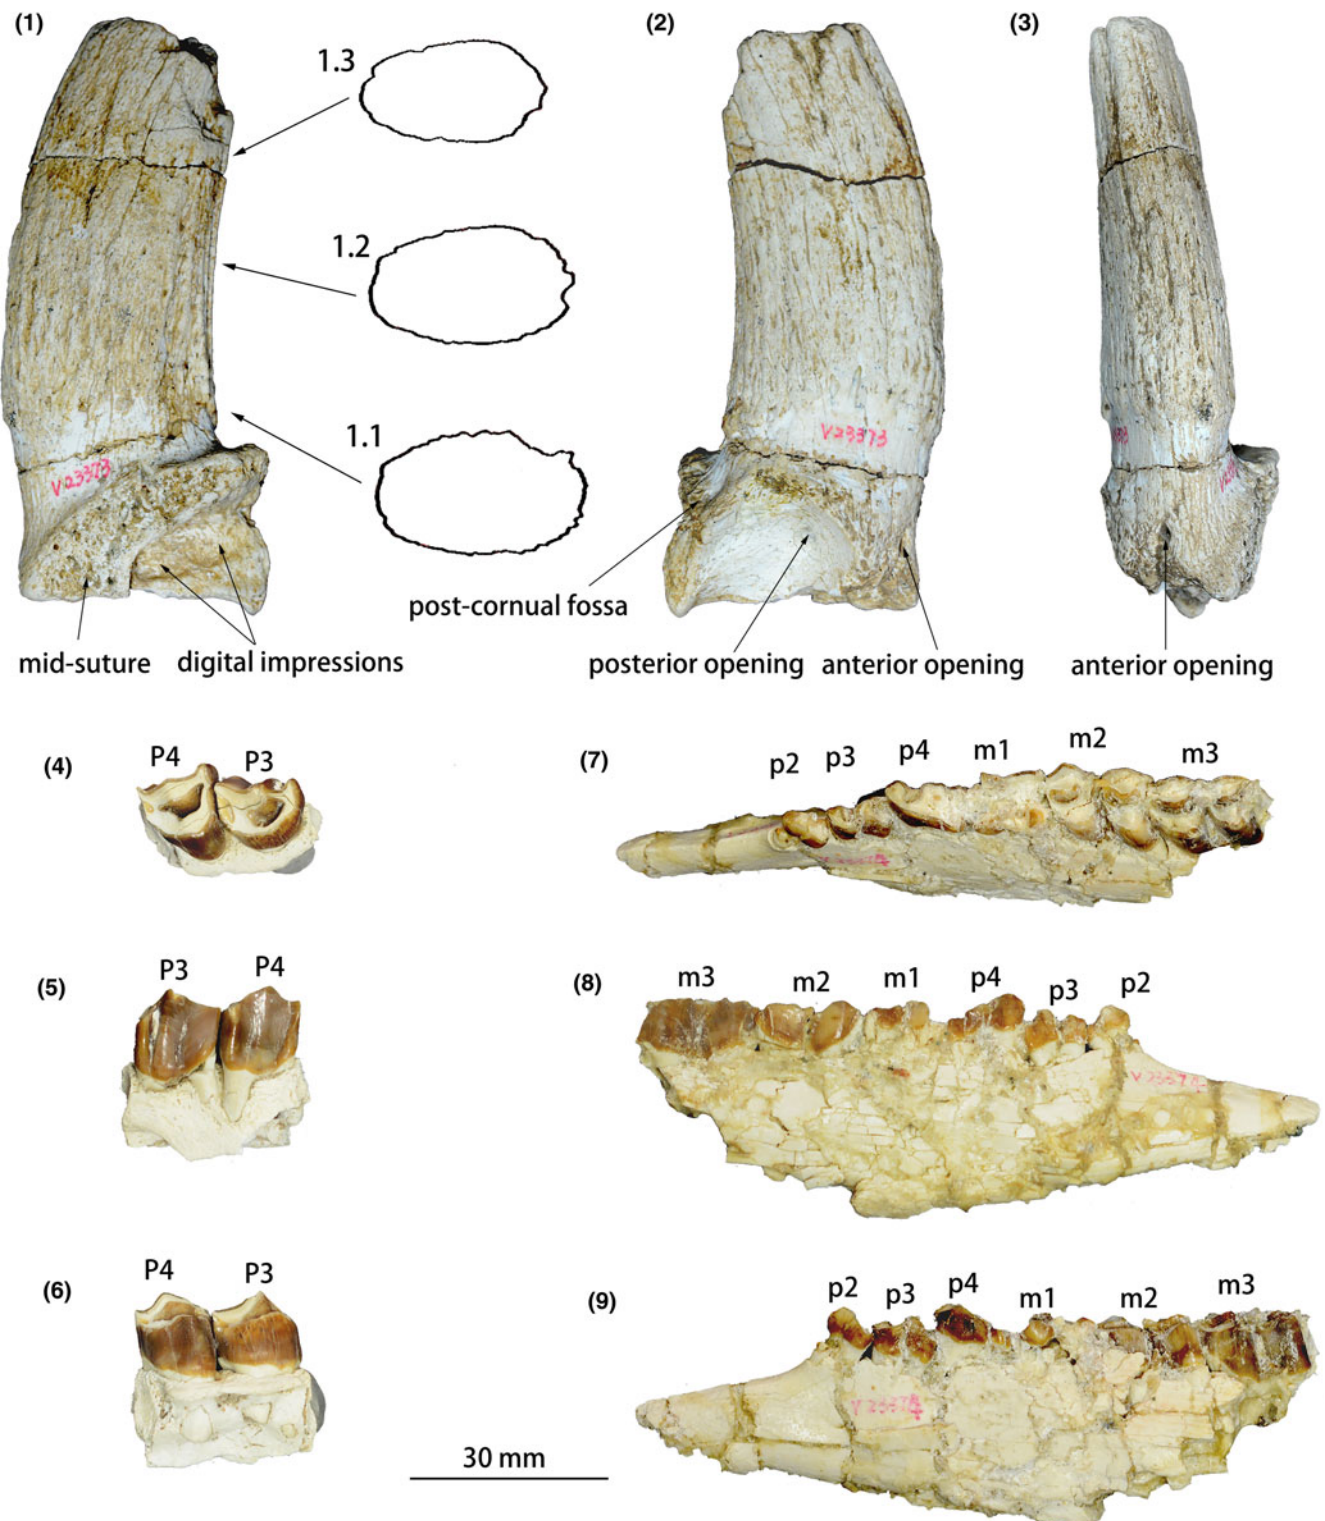 (1)
1.3
1.2
1.1
V23373
mid-suture
digital impressions
(2)
V23373
post-cornual fossa
posterior opening
anterior opening
(3)
anterior opening
(4)
P4 P3
(5)
P3 P4
(6)
P4 P3
30 mm
(7)
p2 p3 p4 m1 m2 m3
(8)
m3 m2 m1 p4 p3 p2
V 23374
(9)
p2 p3 p4 m1 m2 m3
V 23374